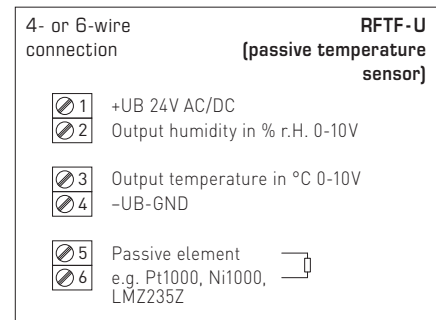 4- or 6-wire
connection
RFTF-U
(passive temperature
sensor)
1 +UB 24V AC/DC
2 Output humidity in % r.H. 0-10V
3 Output temperature in °C 0-10V
4 –UB-GND
5 Passive element
6 e.g. Pt1000, Ni1000,
LMZ235Z